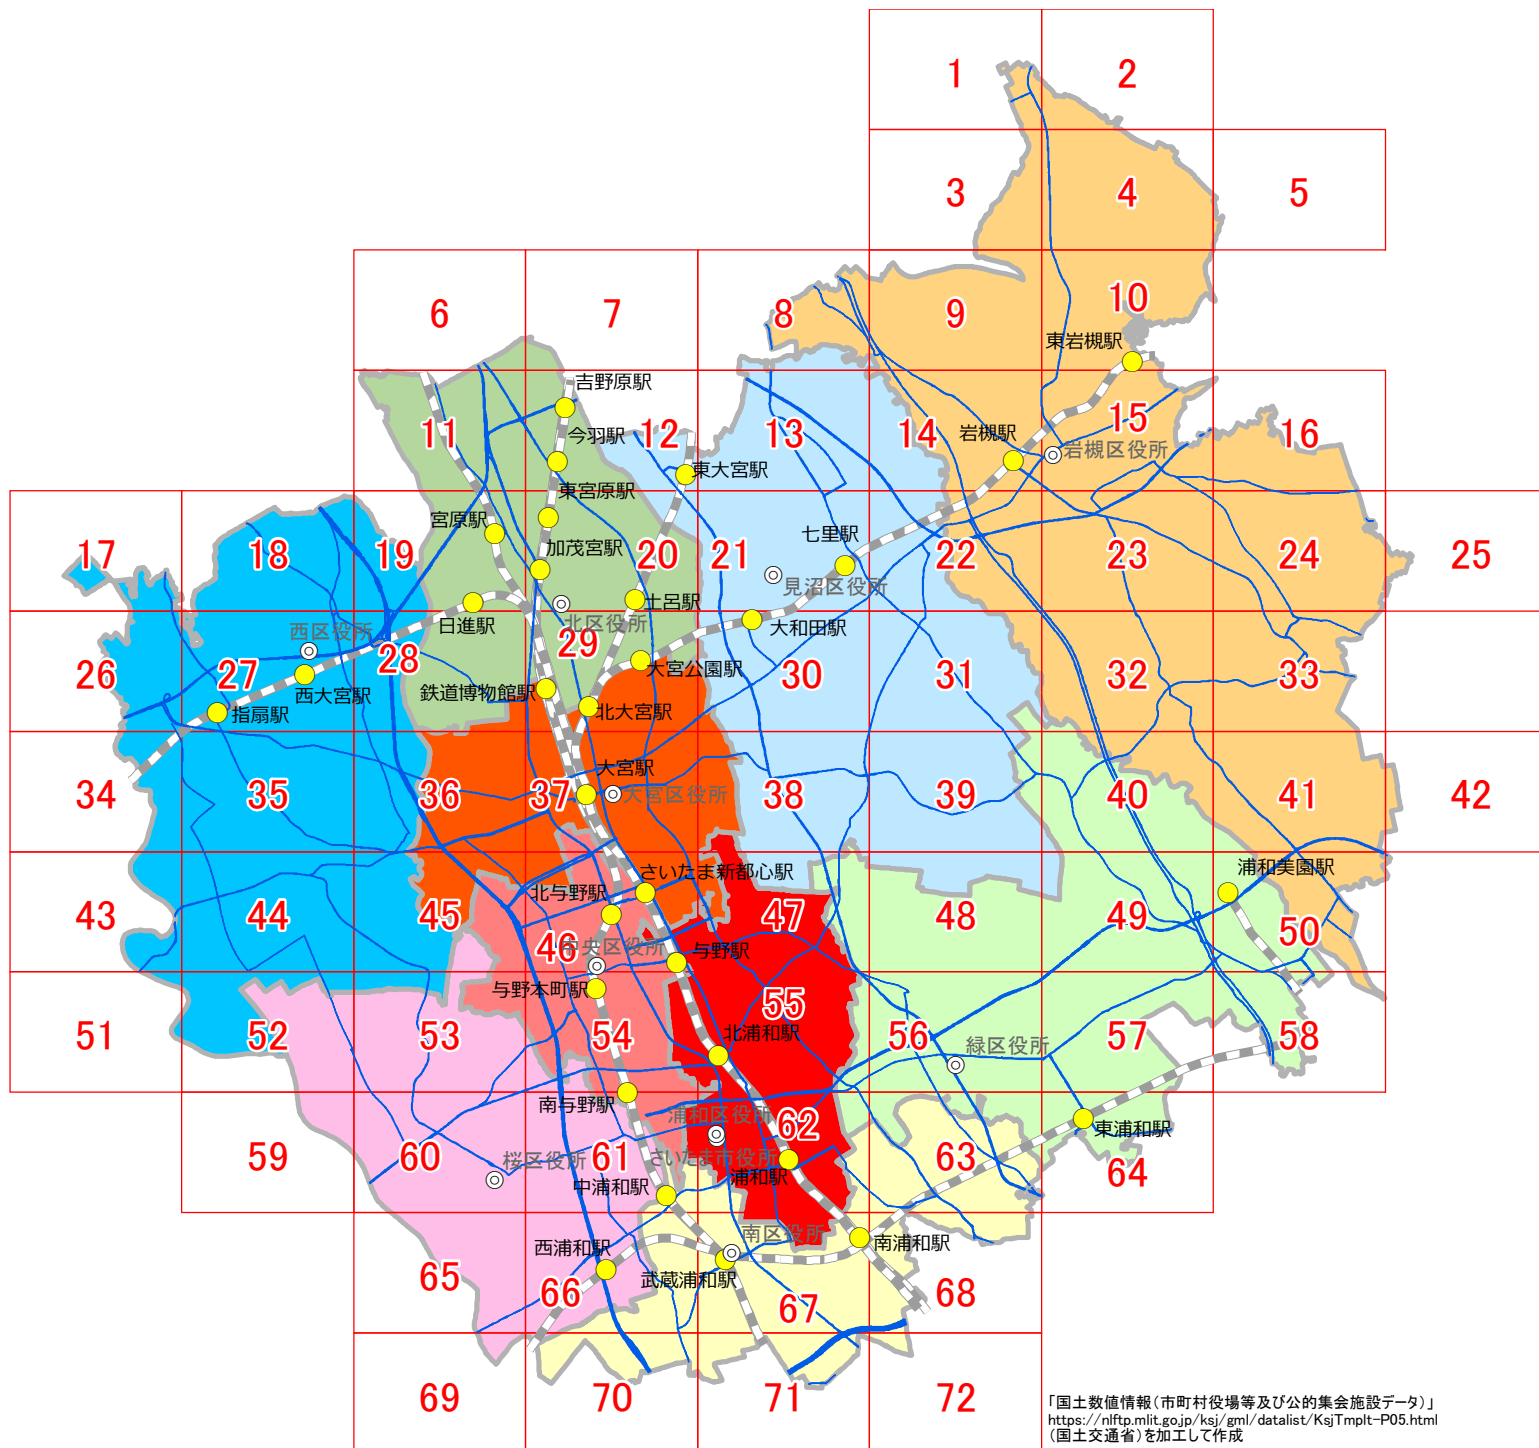 1
2
3
4
5
6
7
8
9
10
東岩槻駅
吉野原駅
11
今羽駅
12
13
14
岩槻駅
15
16
岩槻区役所
東大宮駅
東宮原駅
宮原駅
17
18
19
加茂宮駅
20
21
七里駅
22
23
24
25
見沼区役所
土呂駅
日進駅
北区役所
大和田駅
西区役所
26
27
28
29
大宮公園駅
30
31
32
33
西大宮駅
鉄道博物館駅
指扇駅
北大宮駅
大宮駅
34
35
36
37
大宮区役所
38
39
40
41
42
さいたま新都心駅
浦和美園駅
北与野駅
43
44
45
46
47
48
49
50
中央区役所
与野駅
与野本町駅
51
52
53
54
55
56
57
58
北浦和駅
緑区役所
南与野駅
浦和区役所
62
東浦和駅
59
60
61
さいたま市役所
63
64
桜区役所
浦和駅
中浦和駅
南区役所
南浦和駅
西浦和駅
武蔵浦和駅
65
66
67
68
69
70
71
72
「国土数値情報(市町村役場等及び公的集会施設データ)」
https://nlftp.mlit.go.jp/ksj/gml/datalist/KsjTmplt-P05.html
(国土交通省)を加工して作成